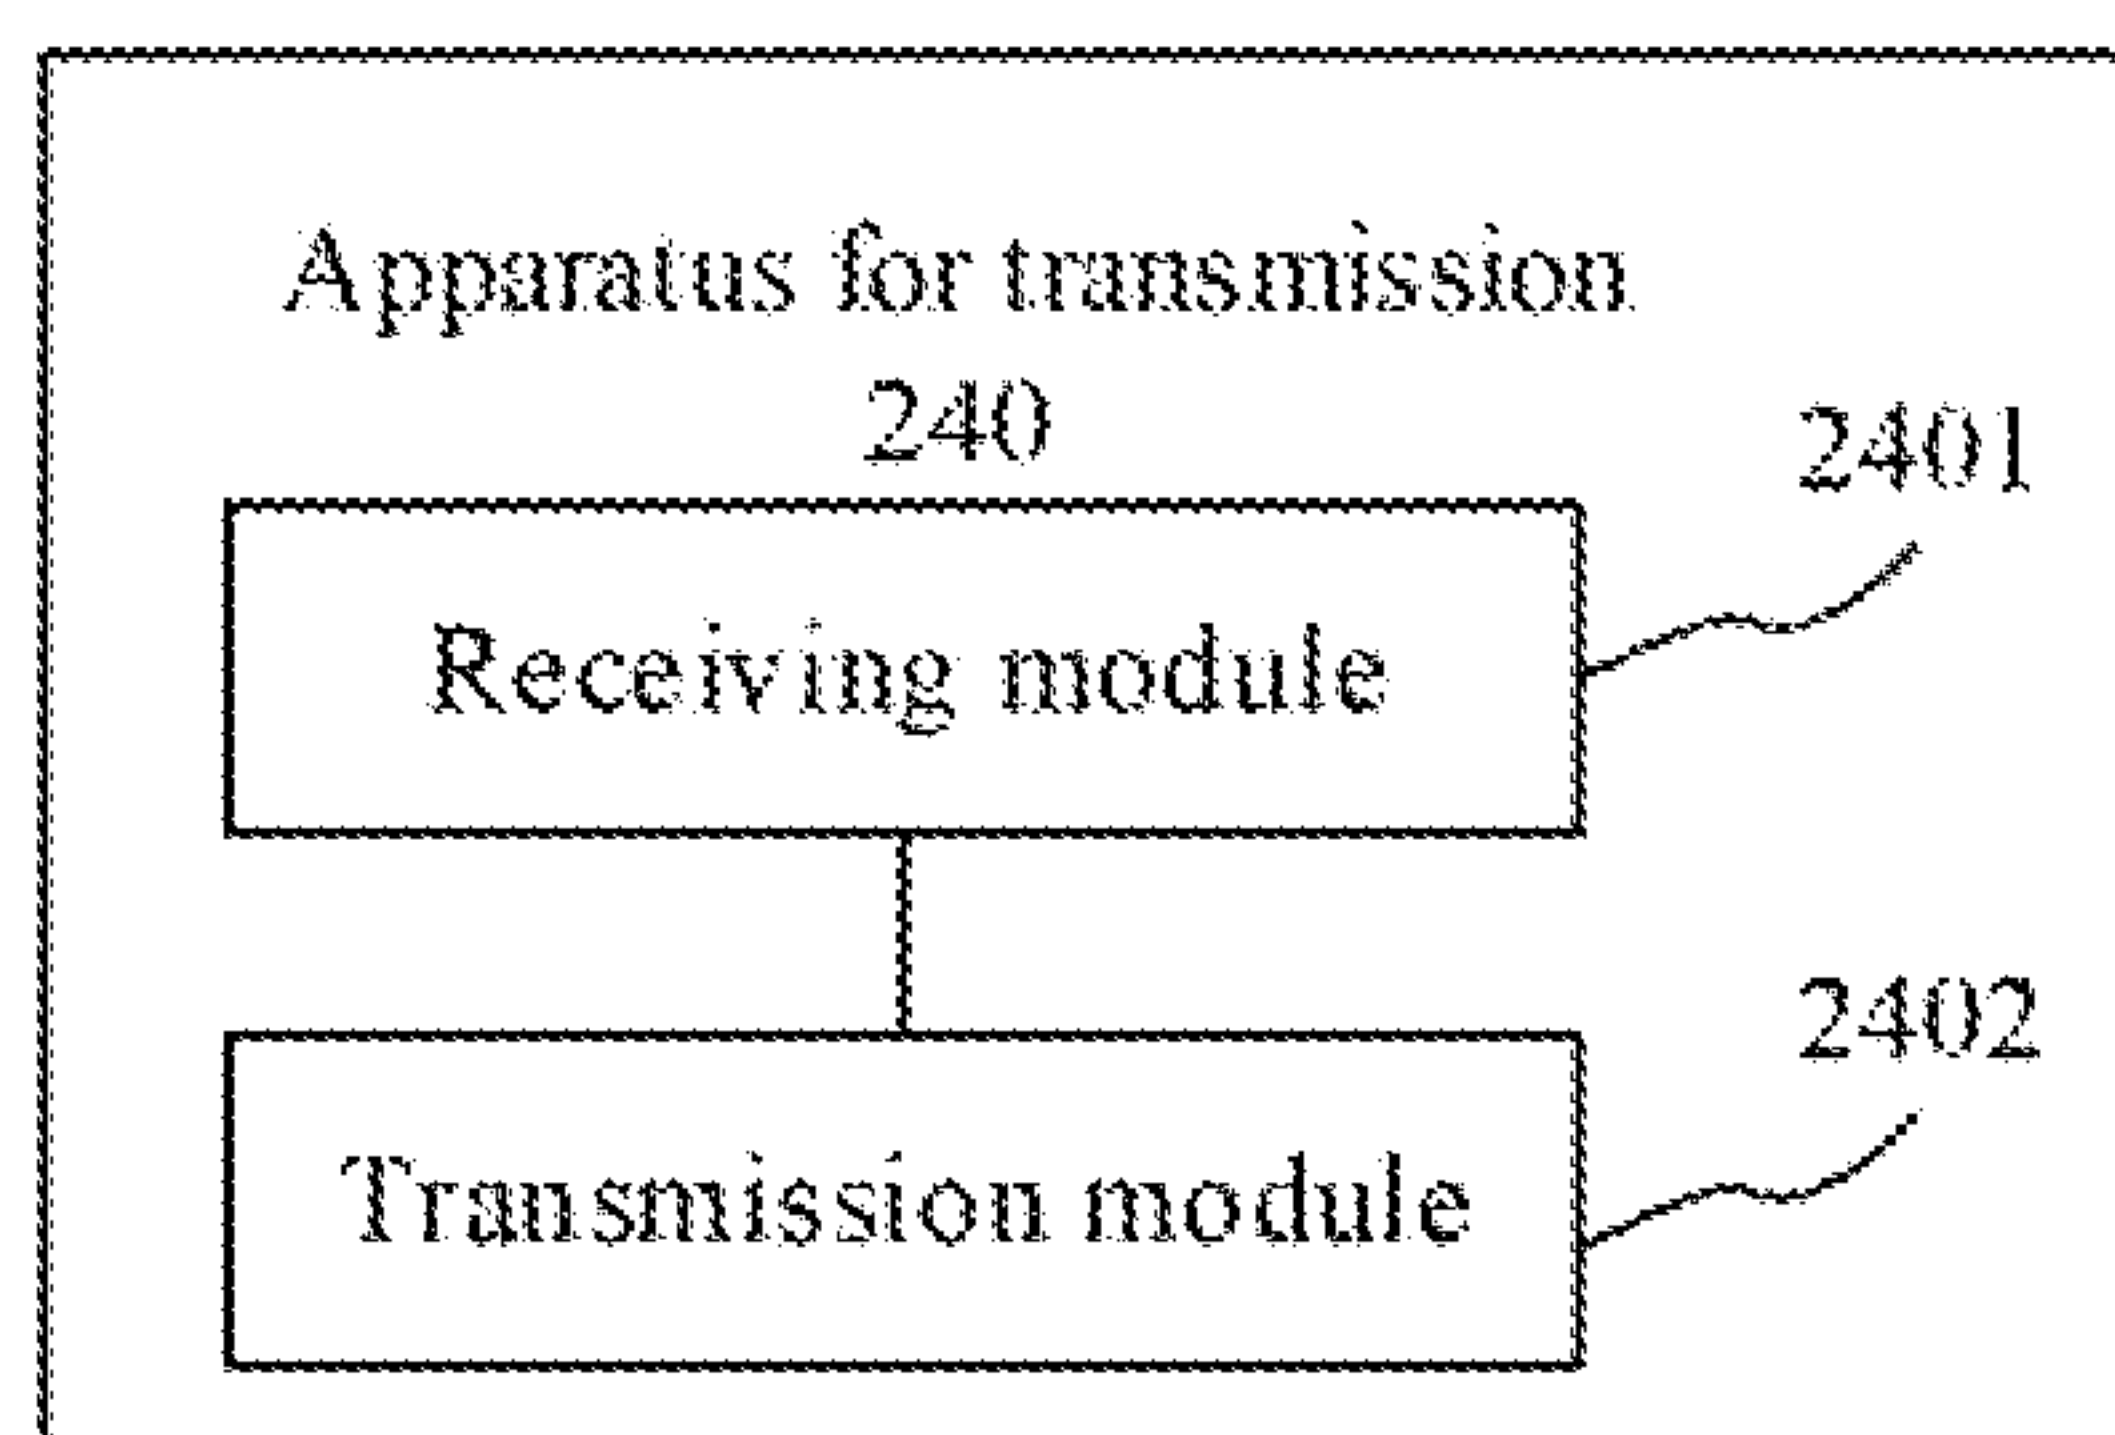 Apparatus for transmission
240
2401
Receiving module
2402
Transmission module